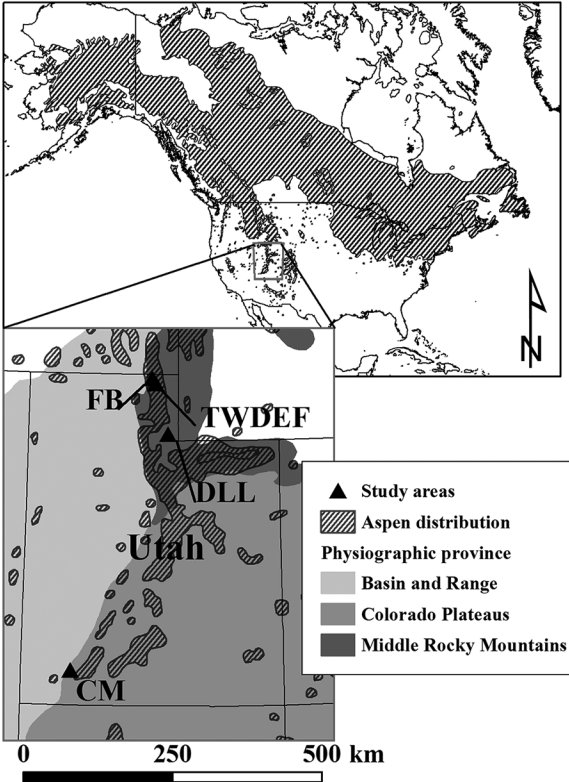 N
FB
TWDEF
DLL
Utah
CM
Study areas
Aspen distribution
Physiographic province
Basin and Range
Colorado Plateaus
Middle Rocky Mountains
0 250 500 km